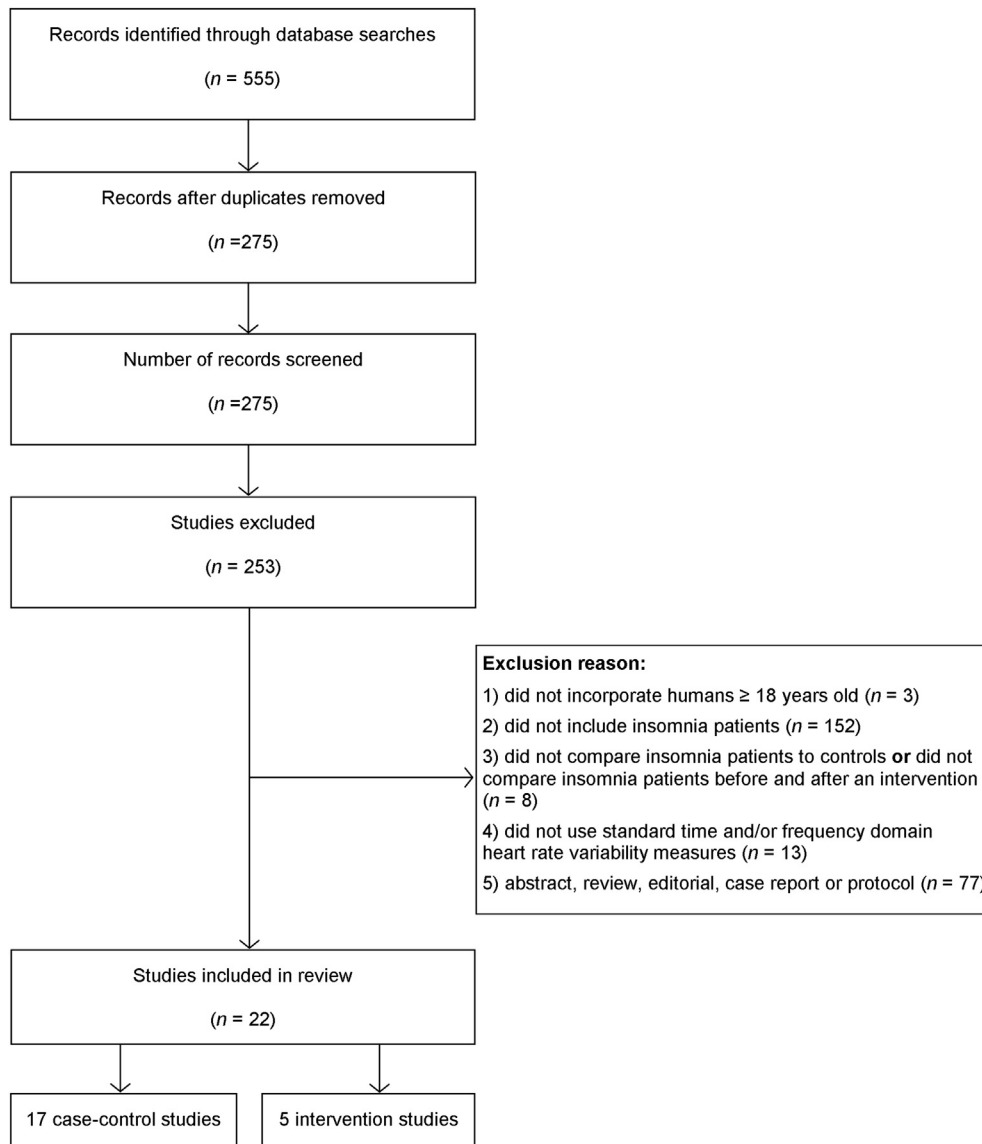 Records identified through database searches
(n = 555)
Records after duplicates removed
(n =275)
Number of records screened
(n =275)
Studies excluded
(n = 253)
Exclusion reason:
1) did not incorporate humans ≥ 18 years old (n = 3)
2) did not include insomnia patients (n = 152)
3) did not compare insomnia patients to controls or did not
compare insomnia patients before and after an intervention
(n = 8)
4) did not use standard time and/or frequency domain
heart rate variability measures (n = 13)
5) abstract, review, editorial, case report or protocol (n = 77)
Studies included in review
(n = 22)
17 case-control studies
5 intervention studies